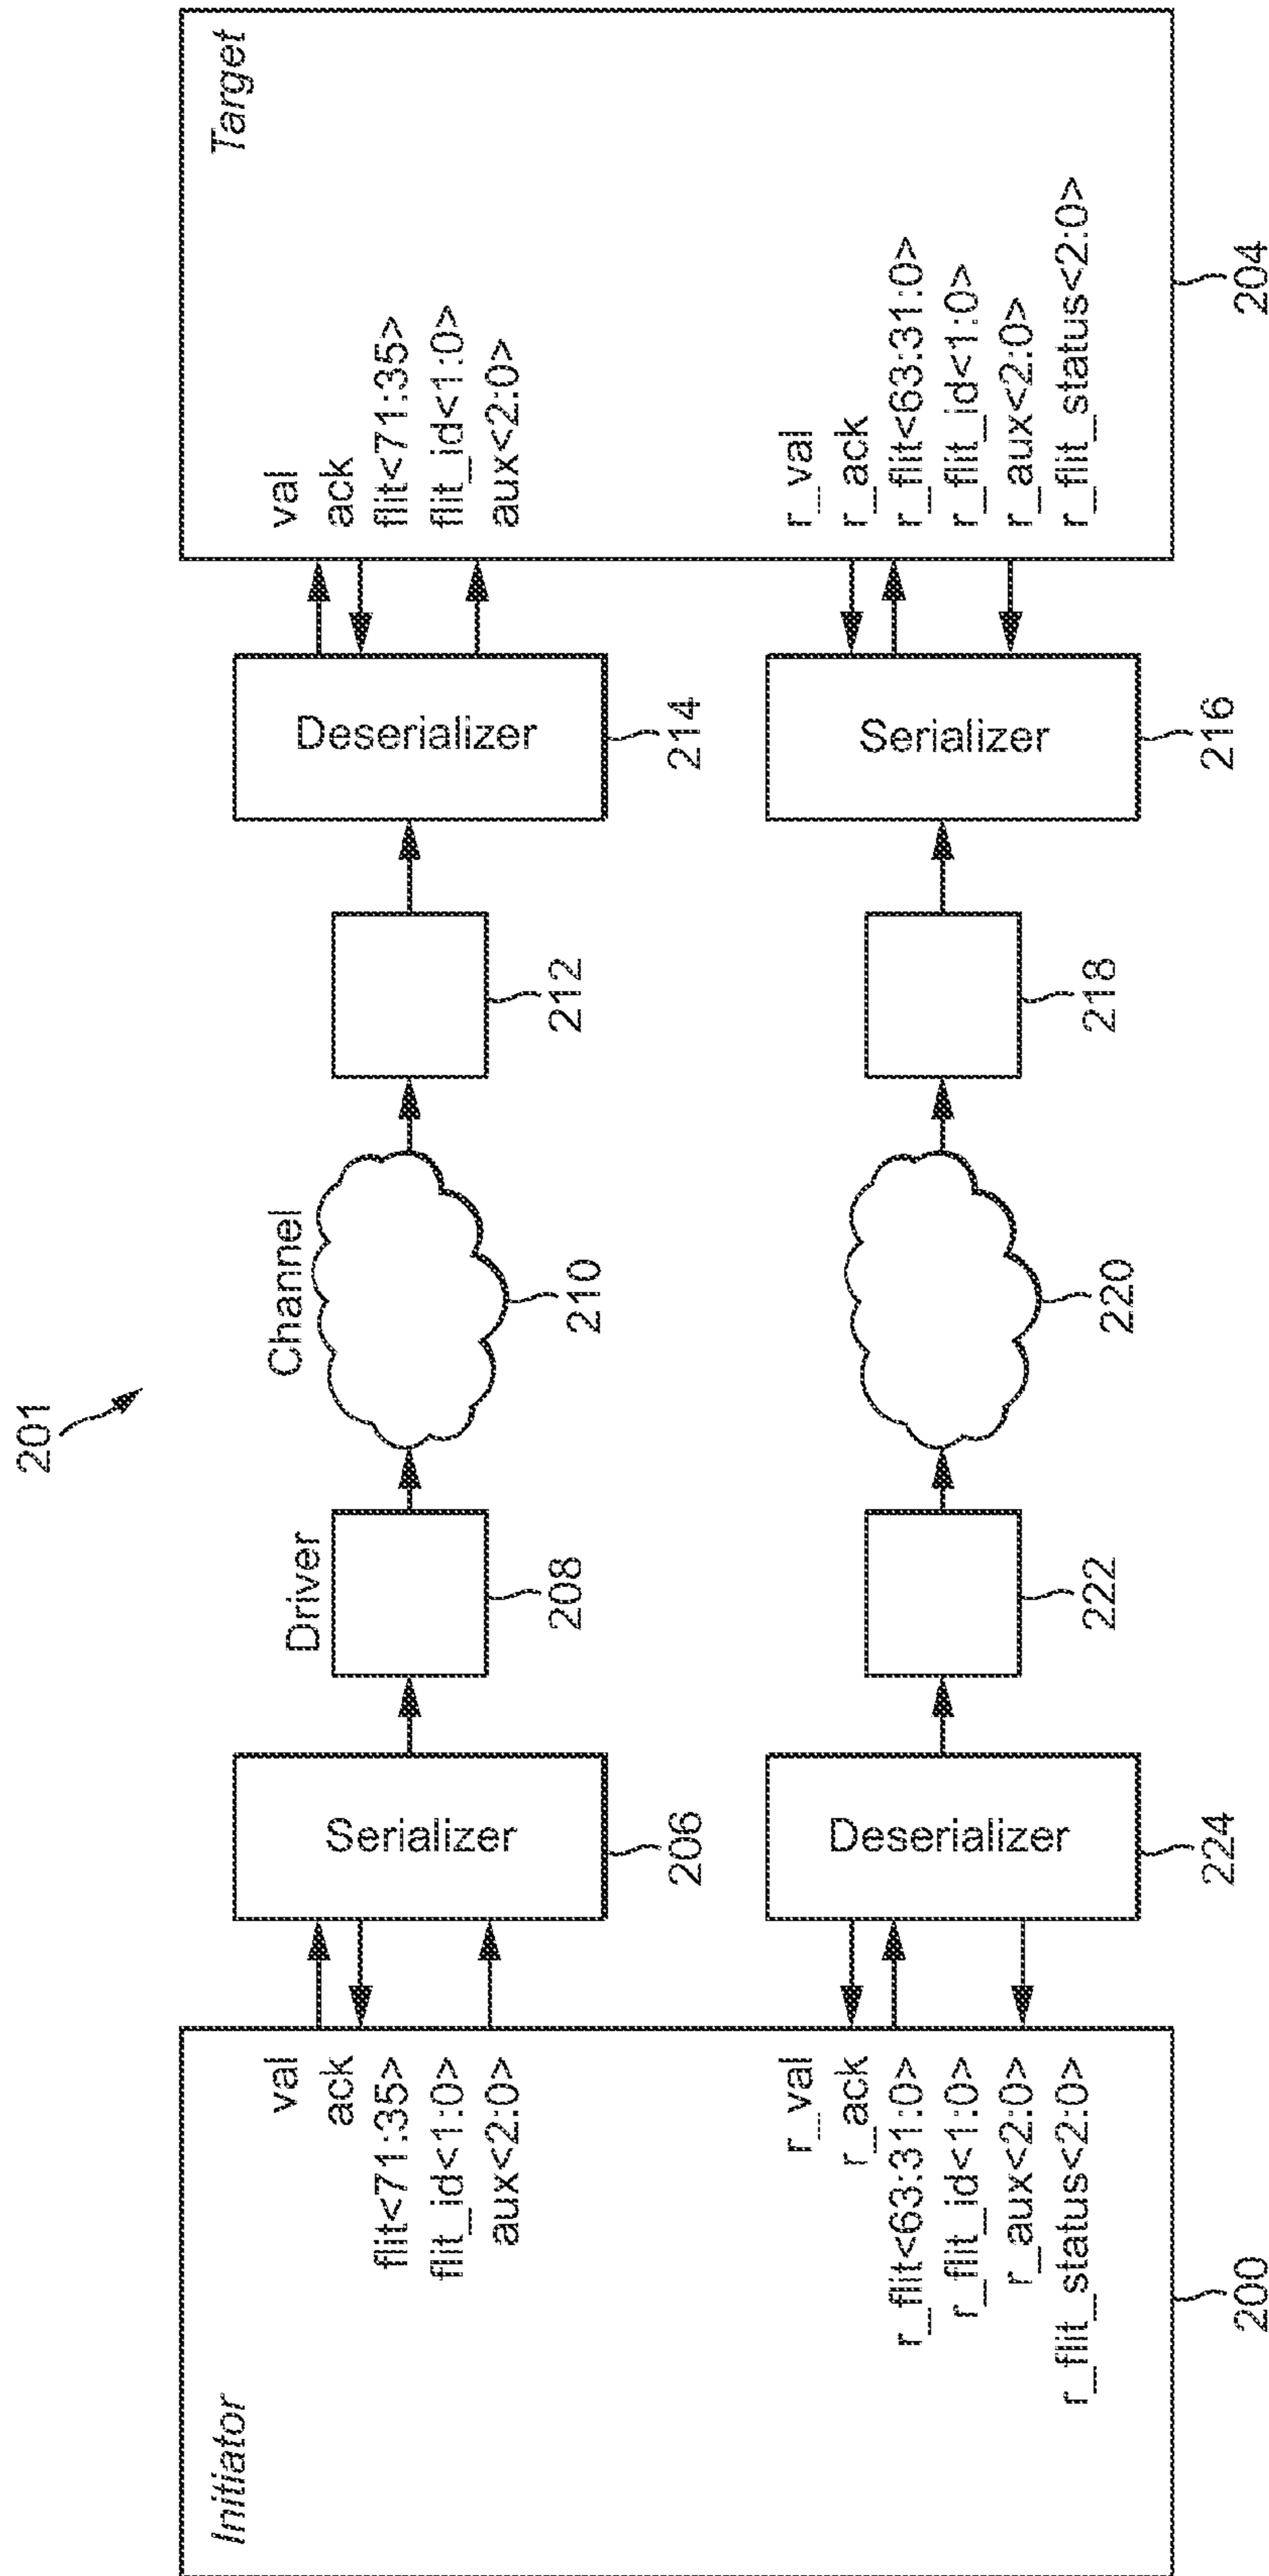 201
Initiator
val
ack
flit<71:35>
flit_id<1:0>
aux<2:0>
r_val
r_ack
r_flit<63:31:0>
r_flit_id<1:0>
r_aux<2:0>
r_flit_status<2:0>
200
Serializer
206
Deserializer
224
Driver
208
222
Channel
210
220
212
218
Deserializer
214
Serializer
216
Target
val
ack
flit<71:35>
flit_id<1:0>
aux<2:0>
r_val
r_ack
r_flit<63:31:0>
r_flit_id<1:0>
r_aux<2:0>
r_flit_status<2:0>
204